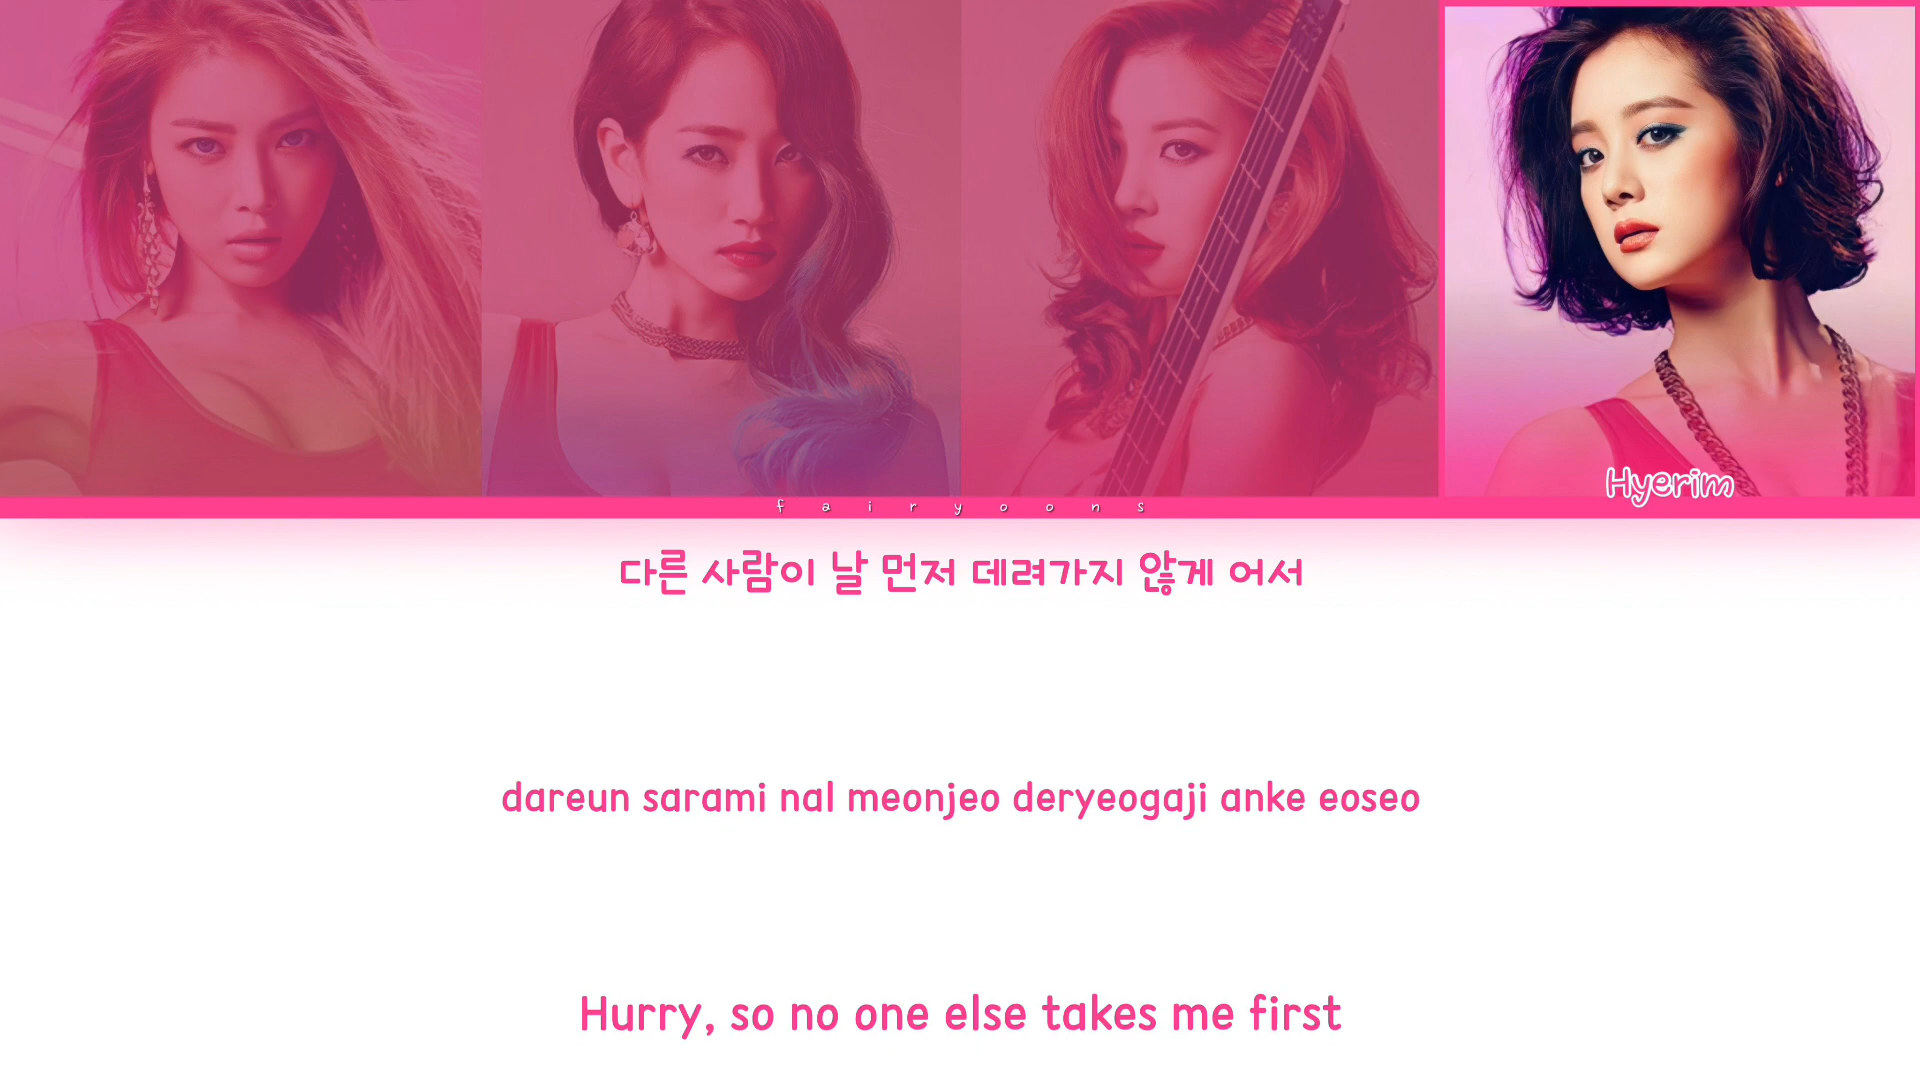 Hyerim
f a i r y o o n s
다른 사람이 날 먼저 데려가지 않게 어서
dareun sarami nal meonjeo deryeogaji anke eoseo
Hurry, so no one else takes me first